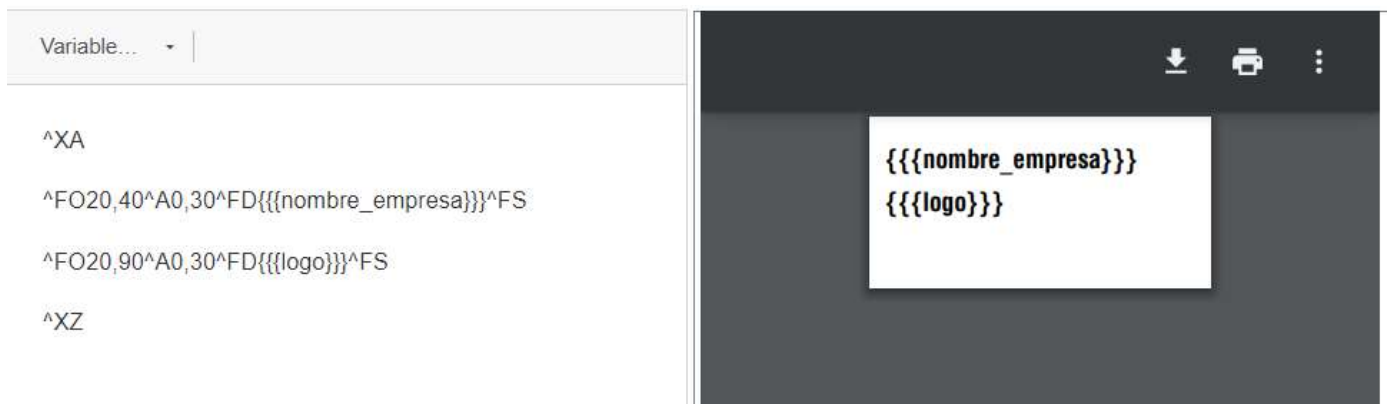 Variable...
^XA
^FO20,40^A0,30^FD{{{nombre_empresa}}}^FS
^FO20,90^A0,30^FD{{{logo}}}^FS
^XZ
{{{nombre_empresa}}}
{{{logo}}}